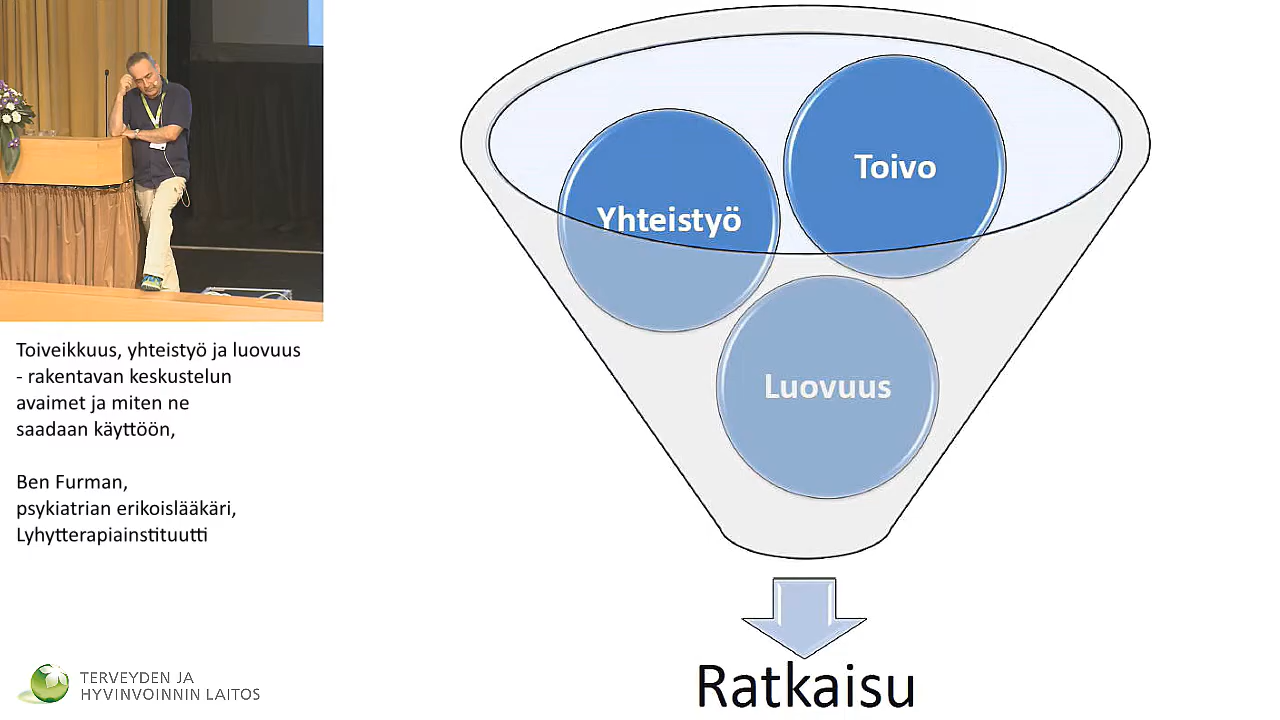 Toiveikkuus, yhteistyö ja luovuus
- rakentavan keskustelun
avaimet ja miten ne
saadaan käyttöön,
Ben Furman,
psykiatrian erikoislääkäri,
Lyhytterapiainstituutti
TERVEYDEN JA
HYVINVOINNIN LAITOS
Toivo
Yhteistyö
Luovuus
Ratkaisu